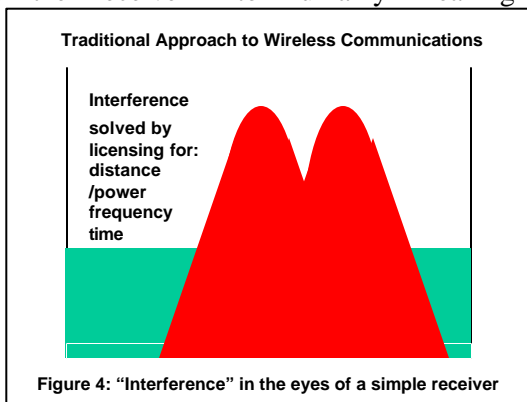 Traditional Approach to Wireless Communications
Interference
solved by
licensing for:
distance
/power
frequency
time
Figure 4: “Interference” in the eyes of a simple receiver